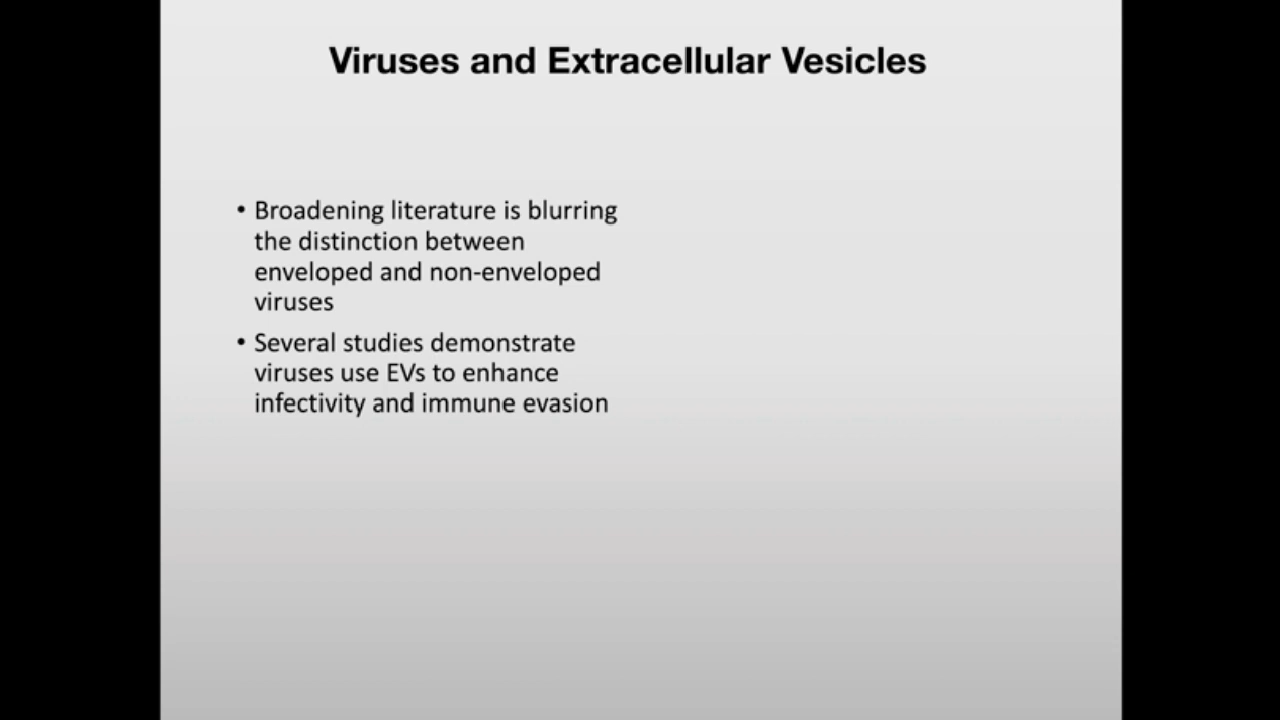 Viruses and Extracellular Vesicles
• Broadening literature is blurring
the distinction between
enveloped and non-enveloped
viruses
• Several studies demonstrate
viruses use EVs to enhance
infectivity and immune evasion